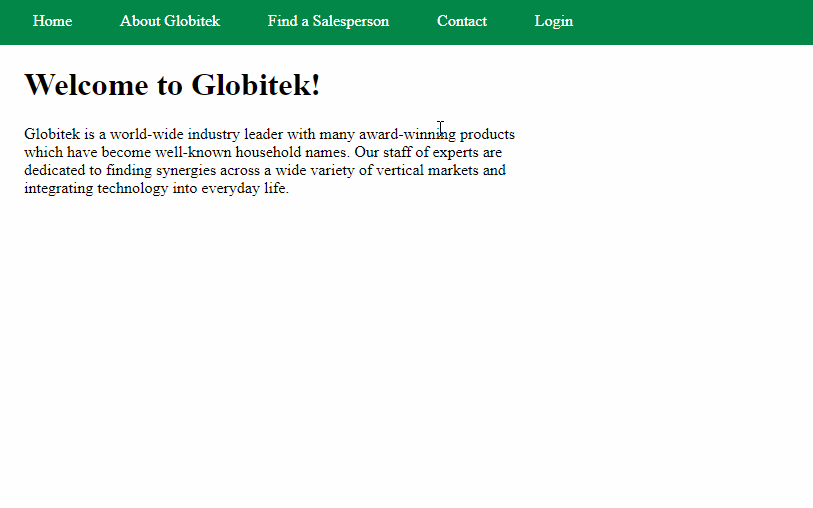 Home About Globitek Find a Salesperson Contact Login
Welcome to Globitek!
Globitek is a world-wide industry leader with many award-winning products
which have become well-known household names. Our staff of experts are
dedicated to finding synergies across a wide variety of vertical markets and
integrating technology into everyday life.